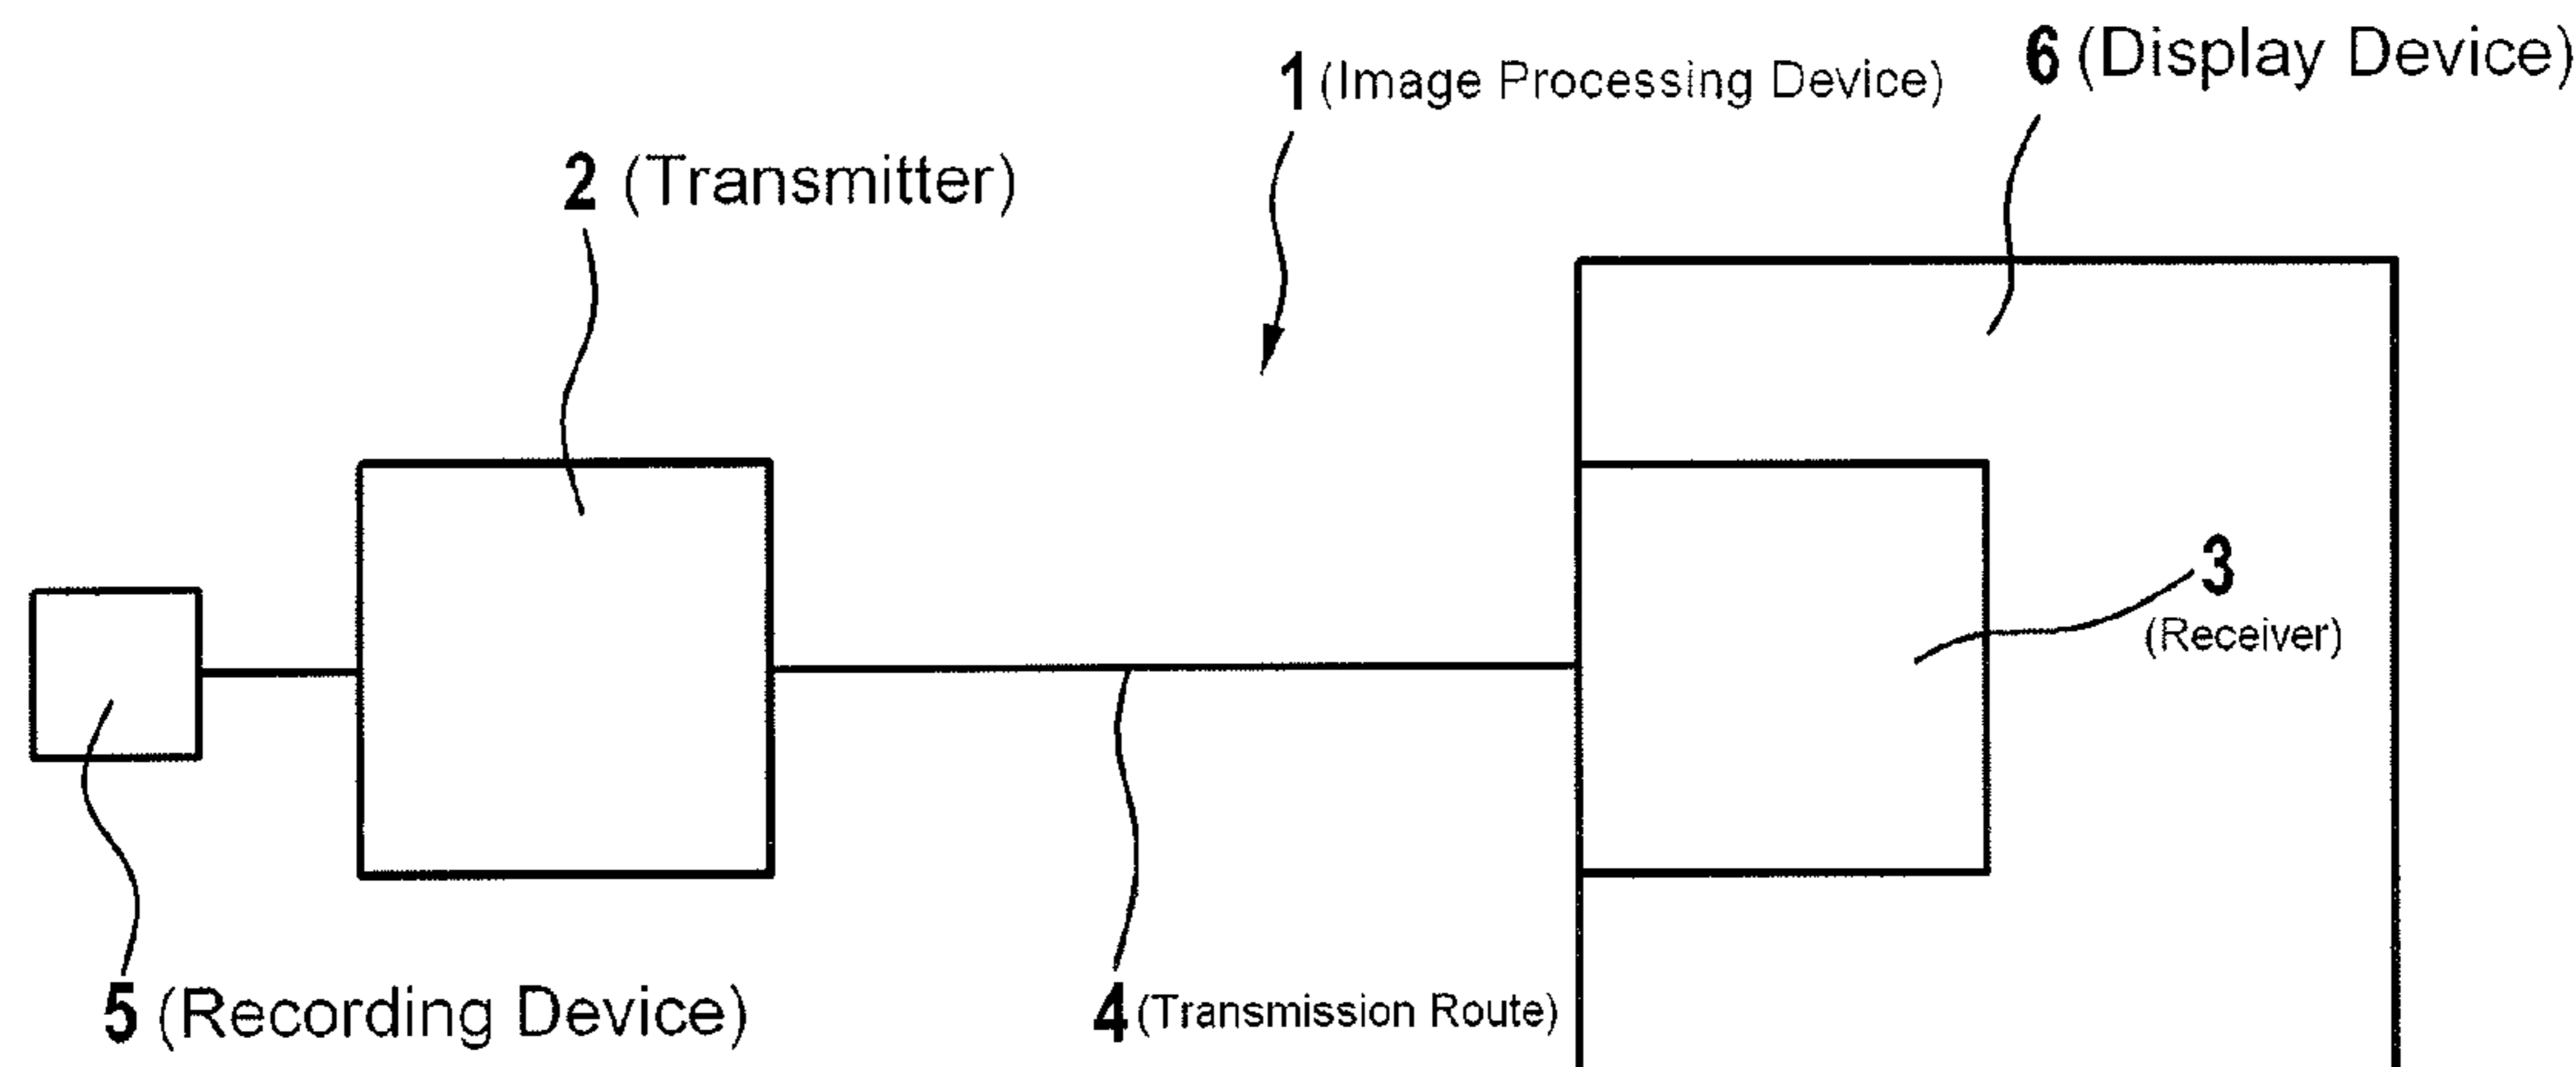 6 (Display Device)
1 (Image Processing Device)
2 (Transmitter)
3
(Receiver)
5 (Recording Device)
4 (Transmission Route)